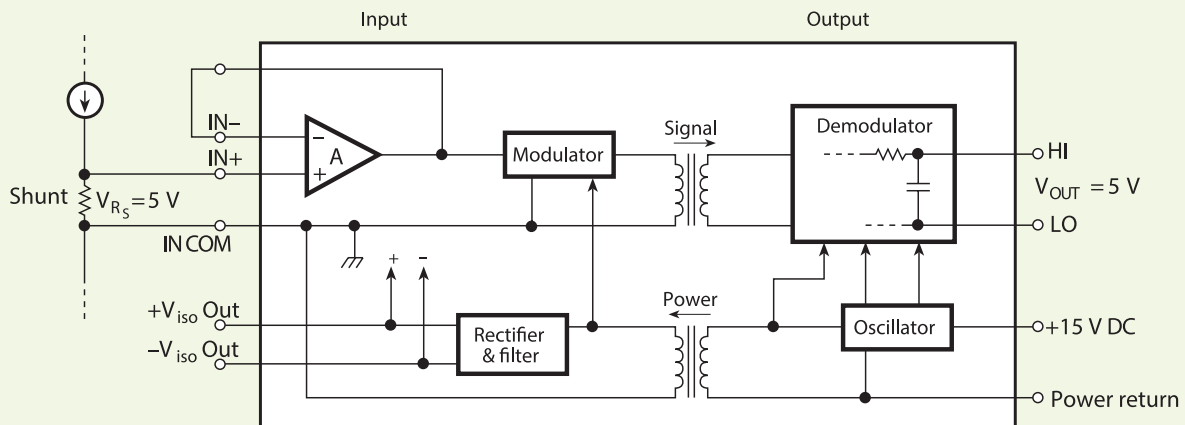 Input
Output
IN−
IN+
−
+
A
Modulator
Signal
Demodulator
HI
V_OUT = 5 V
LO
Shunt
V_R_S = 5 V
IN COM
+
−
+V_iso Out
−V_iso Out
Rectifier
& filter
Power
Oscillator
+15 V DC
Power return